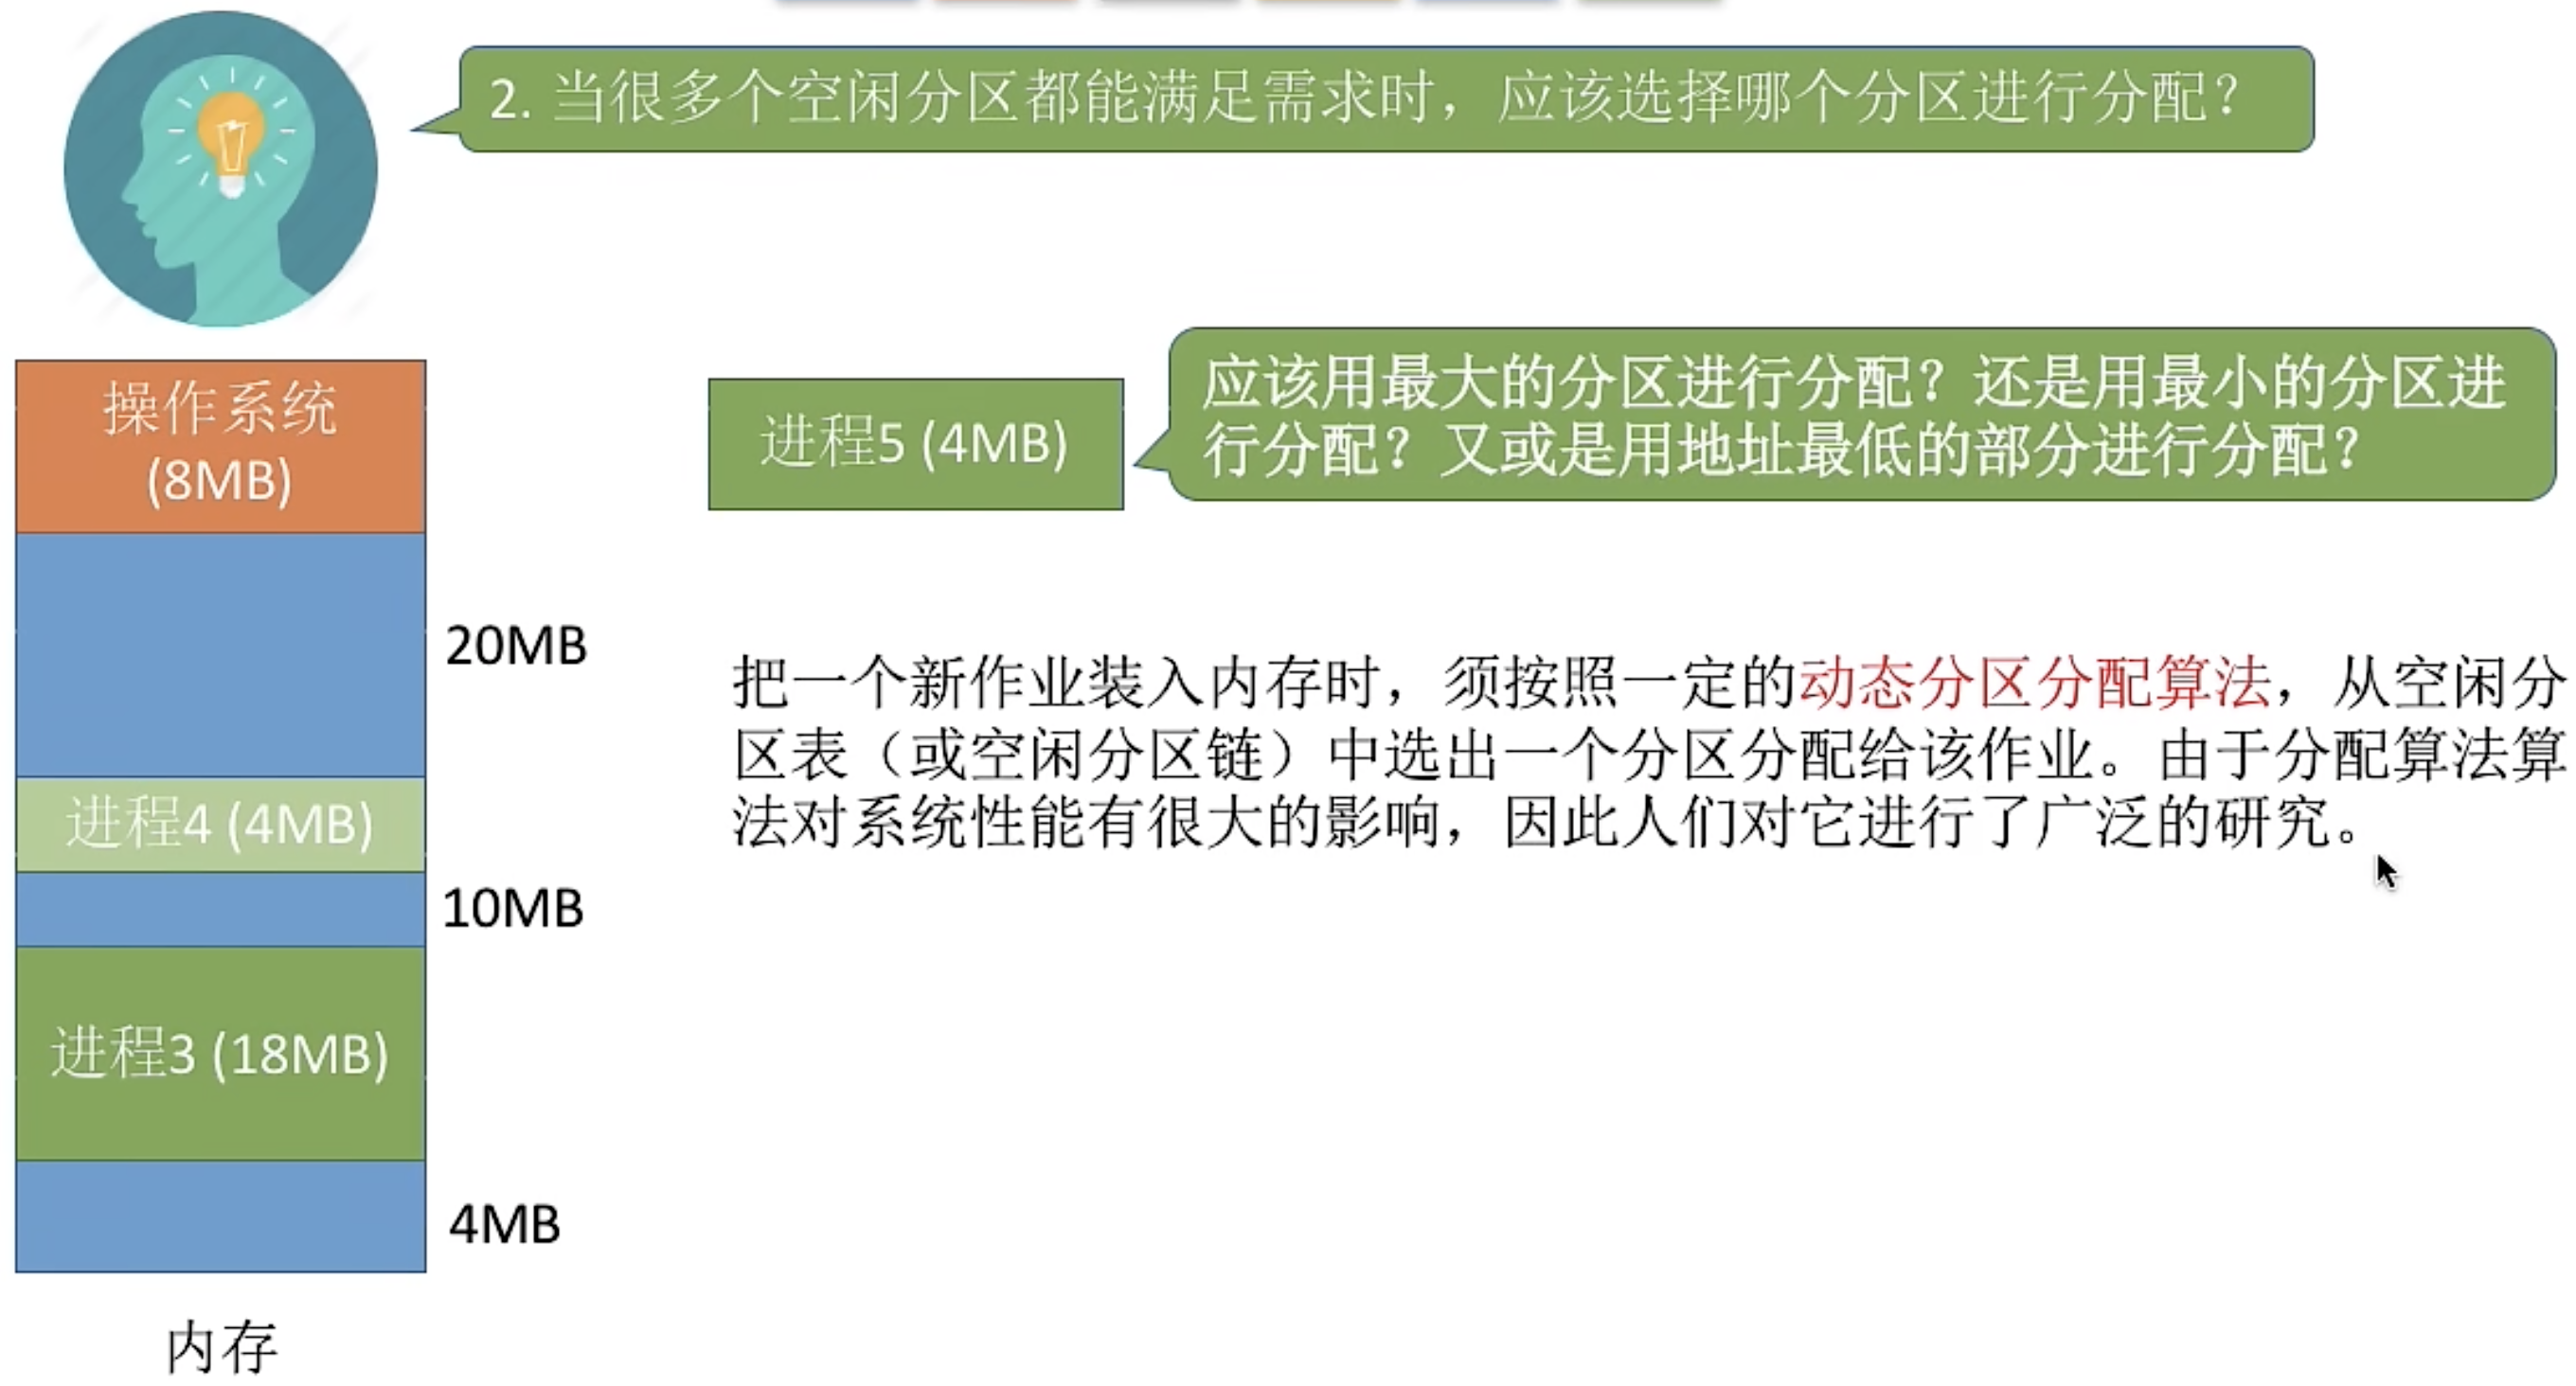 2. 当很多个空闲分区都能满足需求时，应该选择哪个分区进行分配？
操作系统
(8MB)
20MB
进程4 (4MB)
10MB
进程3 (18MB)
4MB
内存
进程5 (4MB)
应该用最大的分区进行分配？还是用最小的分区进
行分配？又或是用地址最低的部分进行分配？
把一个新作业装入内存时，须按照一定的动态分区分配算法，从空闲分
区表（或空闲分区链）中选出一个分区分配给该作业。由于分配算法算
法对系统性能有很大的影响，因此人们对它进行了广泛的研究。